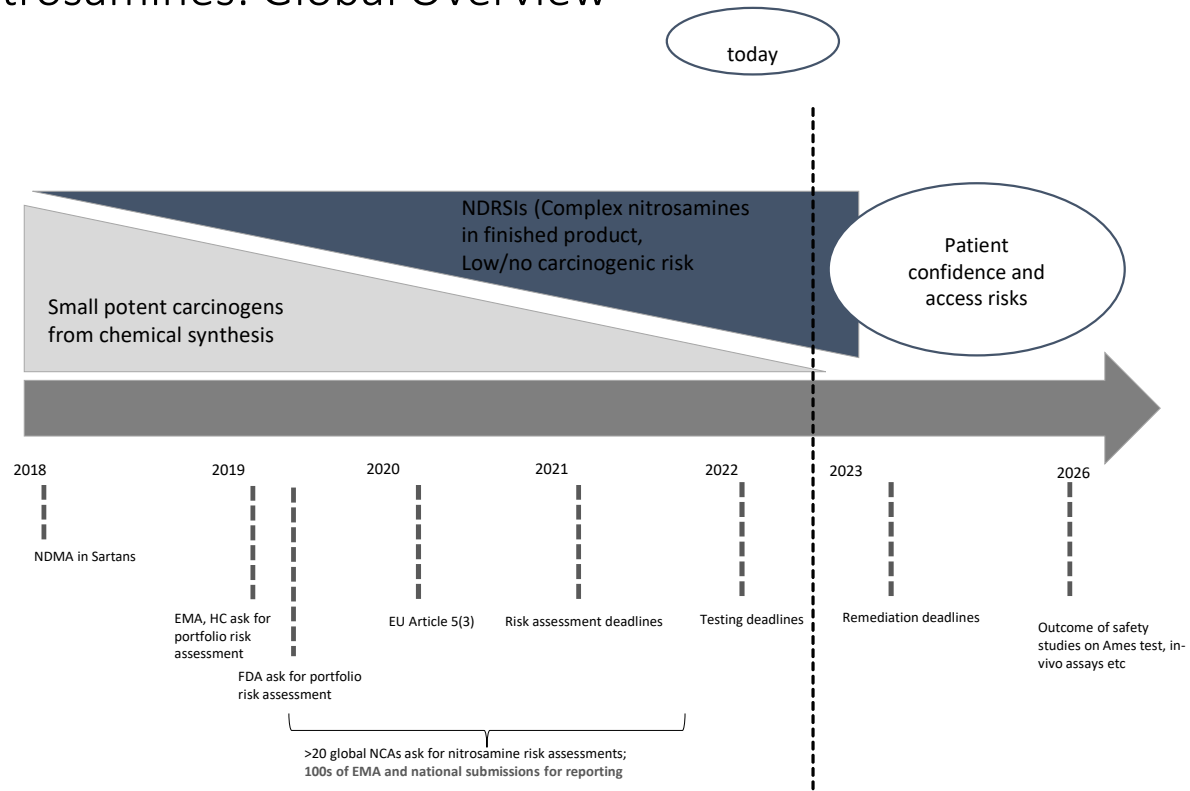 trosamines: Global Overview
today
NDRSIs (Complex nitrosamines
in finished product,
Low/no carcinogenic risk
Patient
confidence and
access risks
Small potent carcinogens
from chemical synthesis
2018
2019
2020
2021
2022
2023
2026
NDMA in Sartans
EMA, HC ask for
portfolio risk
assessment
FDA ask for portfolio
risk assessment
EU Article 5(3)
Risk assessment deadlines
Testing deadlines
Remediation deadlines
Outcome of safety
studies on Ames test, in-
vivo assays etc
>20 global NCAs ask for nitrosamine risk assessments;
100s of EMA and national submissions for reporting